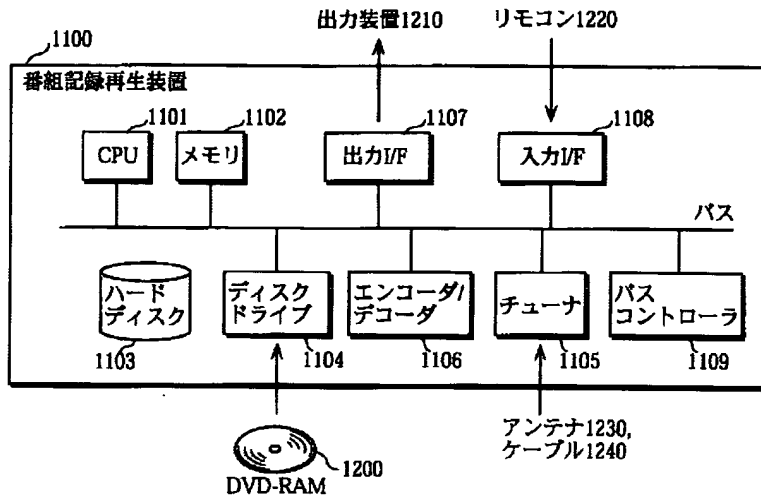 出力装置1210
リモコン1220
1100
番組記録再生装置
1101
1102
1107
1108
CPU
メモリ
出力I/F
入力I/F
バス
ハード
ディスク
ディスク
ドライブ
エンコーダ/
デコーダ
チューナ
バス
コントローラ
1103
1104
1106
1105
1109
アンテナ1230,
ケーブル1240
1200
DVD-RAM